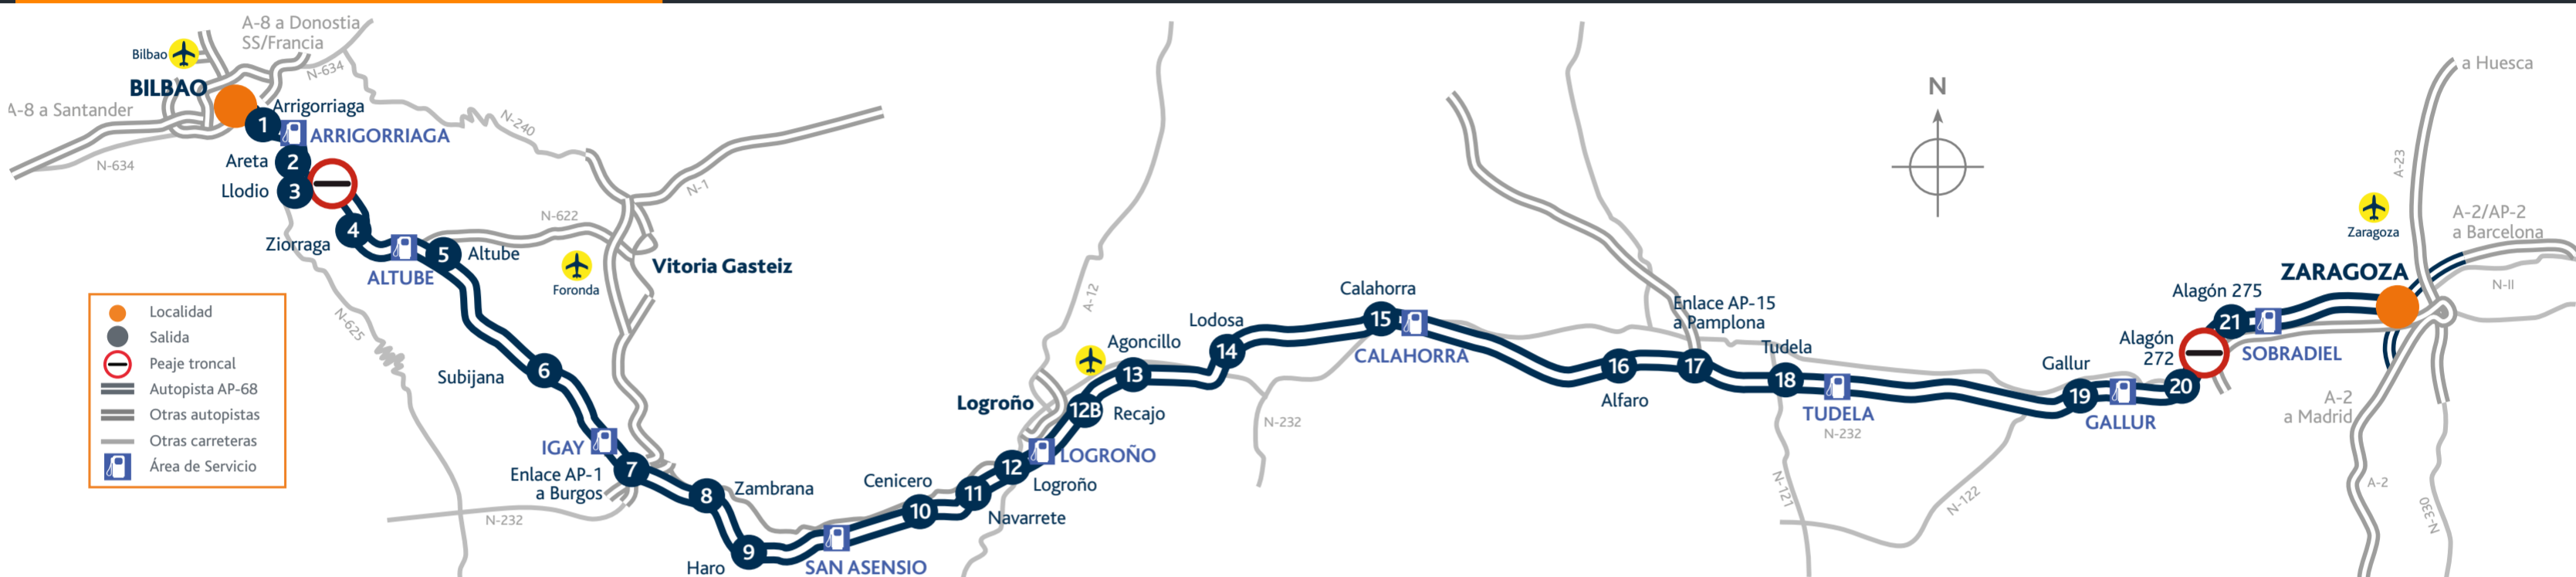 A-8 a Donostia
SS/Francia
Bilbao
BILBAO
N-634
A-8 a Santander
N-634
1
Arrigorriaga
ARRIGORRIAGA
Areta
2
Llodio
3
N-240
4
Ziorraga
ALTUBE
5
Altube
N-622
N-1
Foronda
Vitoria Gasteiz
N-625
Localidad
Salida
Peaje troncal
Autopista AP-68
Otras autopistas
Otras carreteras
Área de Servicio
Subijana
6
IGAY
Enlace AP-1
a Burgos
7
N-232
8
Zambrana
9
Haro
SAN ASENSIO
Cenicero
10
11
Navarrete
12
Logroño
LOGROÑO
Logroño
12B
Recajo
A-12
Agoncillo
13
Lodosa
14
N-232
Calahorra
15
CALAHORRA
16
Alfaro
Enlace AP-15
a Pamplona
17
Tudela
18
TUDELA
N-232
N-121
N-122
N
Gallur
19
GALLUR
Alagón
272
20
Alagón 275
21
SOBRADIEL
ZARAGOZA
Zaragoza
A-23
a Huesca
A-2/AP-2
a Barcelona
N-II
A-2
a Madrid
A-2
N-330